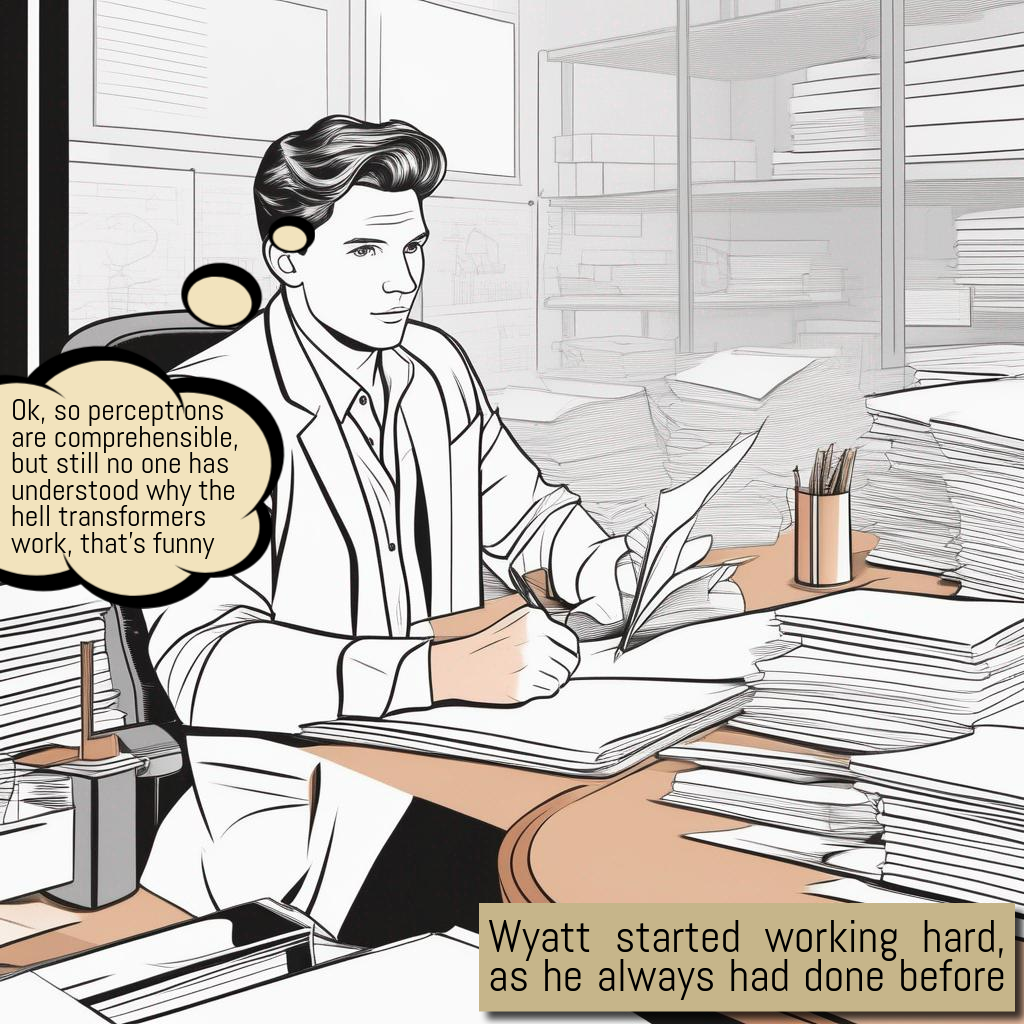 Ok, so perceptrons
are comprehensible,
but still no one has
understood why the
hell transformers
work, that's funny
Wyatt started working hard,
as he always had done before